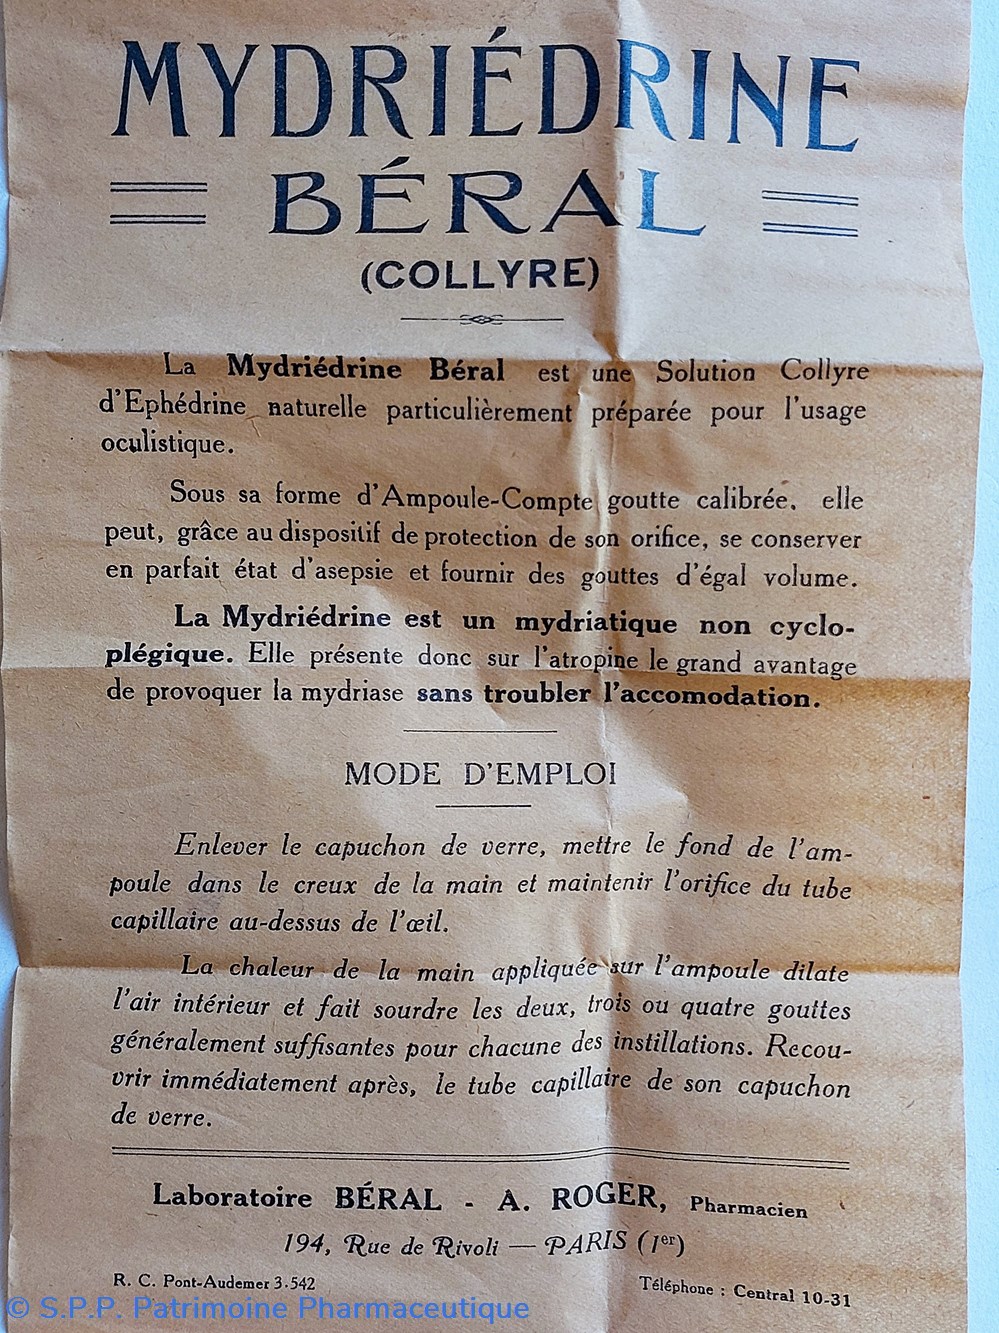 MYDRIÉDRINE
BÉRAL
(COLLYRE)
La Mydriédrine Béral est une Solution Collyre
d'Ephédrine naturelle particulièrement préparée pour l'usage
oculistique.
Sous sa forme d'Ampoule-Compte goutte calibrée, elle
peut, grâce au dispositif de protection de son orifice, se conserver
en parfait état d'asepsie et fournir des gouttes d'égal volume.
La Mydriédrine est un mydriatique non cyclo-
plégique. Elle présente donc sur l'atropine le grand avantage
de provoquer la mydriase sans troubler l'accomodation.
MODE D'EMPLOI
Enlever le capuchon de verre, mettre le fond de l'am-
poule dans le creux de la main et maintenir l'orifice du tube
capillaire au-dessus de l'œil.
La chaleur de la main appliquée sur l'ampoule dilate
l'air intérieur et fait sourdre les deux, trois ou quatre gouttes
généralement suffisantes pour chacune des instillations. Recou-
vrir immédiatement après, le tube capillaire de son capuchon
de verre.
Laboratoire BÉRAL - A. ROGER, Pharmacien
194, Rue de Rivoli — PARIS (1er)
R. C. Pont-Audemer 3.542 Téléphone : Central 10-31
© S.P.P. Patrimoine Pharmaceutique